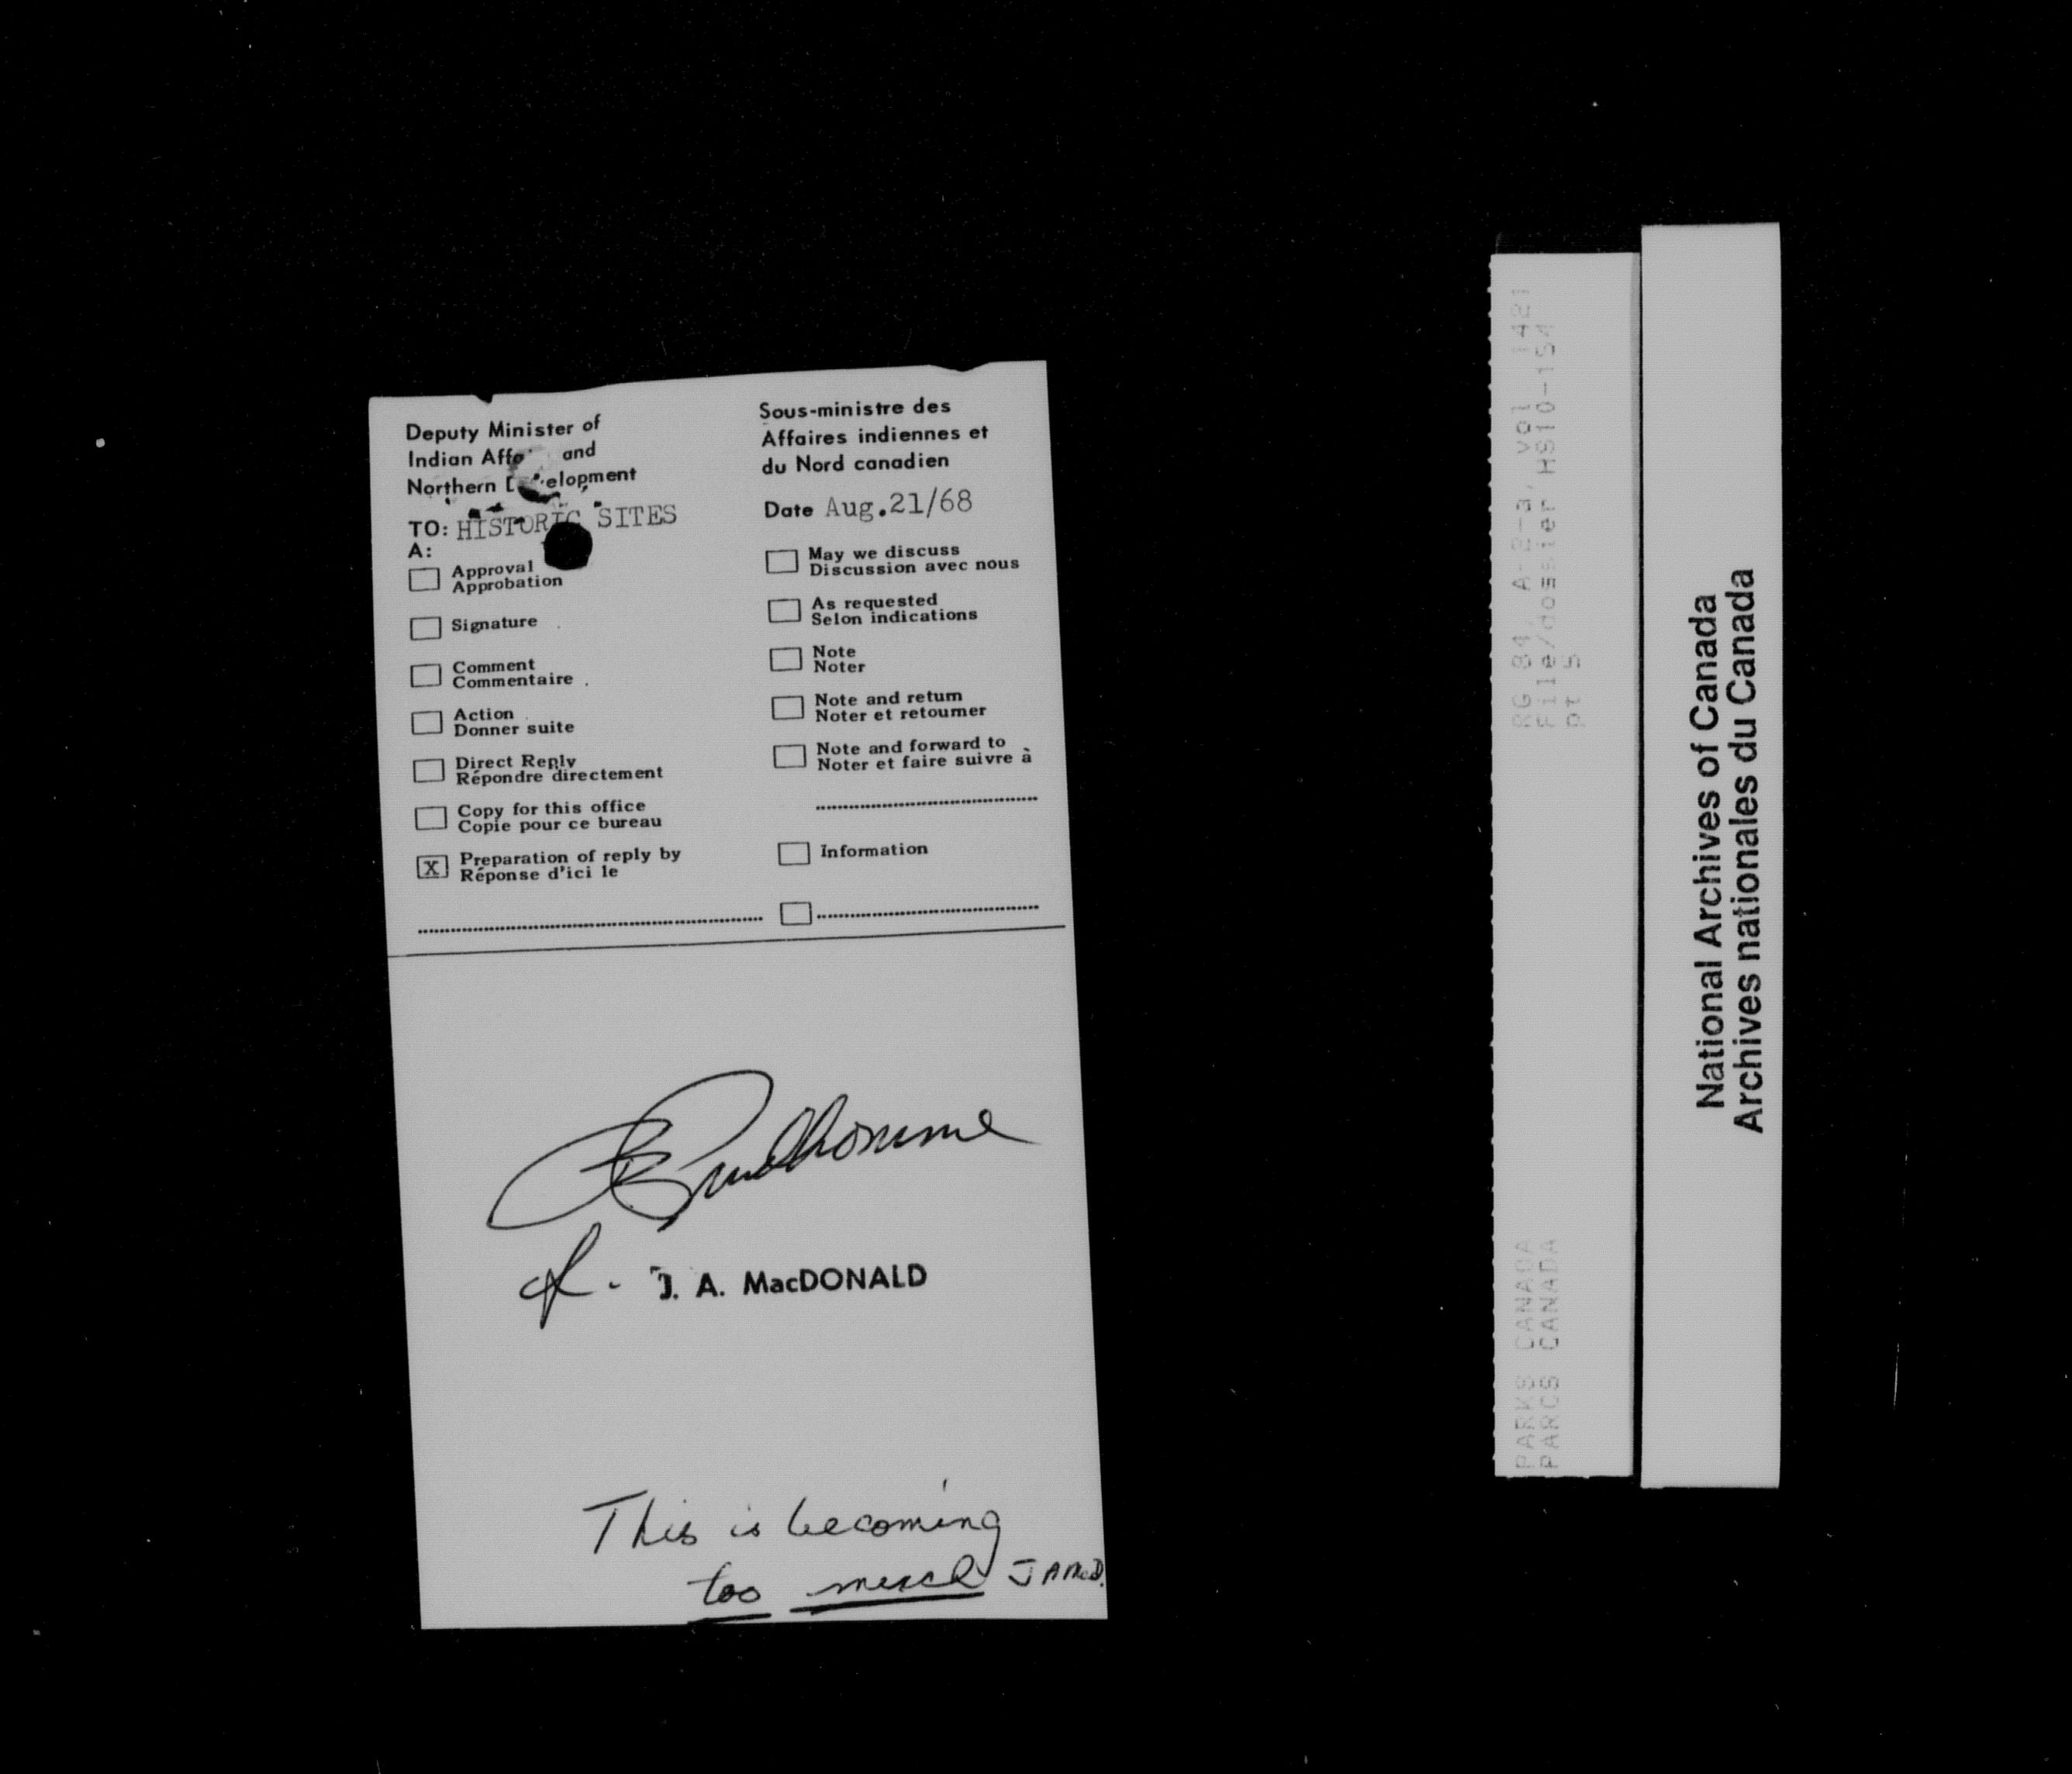 Deputy Minister of
Indian Affa and
Northern D elopment
TO: HISTORIC SITES
A:
Approval
Approbation
Signature
Comment
Commentaire
Action
Donner suite
Direct Reply
Répondre directement
Copy for this office
Copie pour ce bureau
X Preparation of reply by
Réponse d'ici le
Sous-ministre des
Affaires indiennes et
du Nord canadien
Date Aug.21/68
May we discuss
Discussion avec nous
As requested
Selon indications
Note
Noter
Note and return
Noter et retourner
Note and forward to
Noter et faire suivre à
Information
Prudhomme
J. A. MacDONALD
This is becoming
too much JAMcD.
RG 84, A-2-a, vol 1421
File/dossier HS10-154
pt 5
PARKS CANADA
PARCS CANADA
National Archives of Canada
Archives nationales du Canada